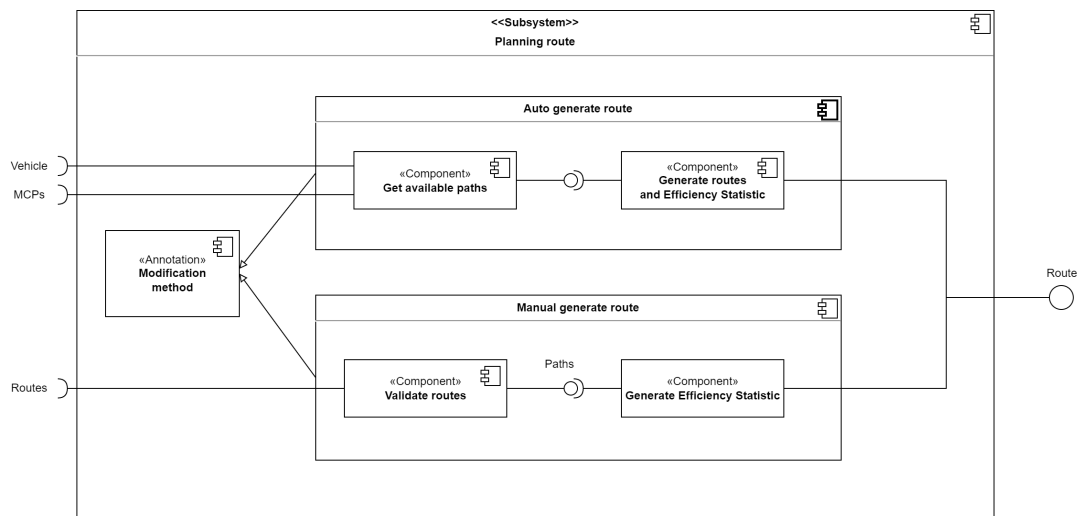 <<Subsystem>>
Planning route
Auto generate route
Vehicle
MCPs
«Component»
Get available paths
«Component»
Generate routes
and Efficiency Statistic
«Annotation»
Modification
method
Route
Manual generate route
Paths
Routes
«Component»
Validate routes
«Component»
Generate Efficiency Statistic